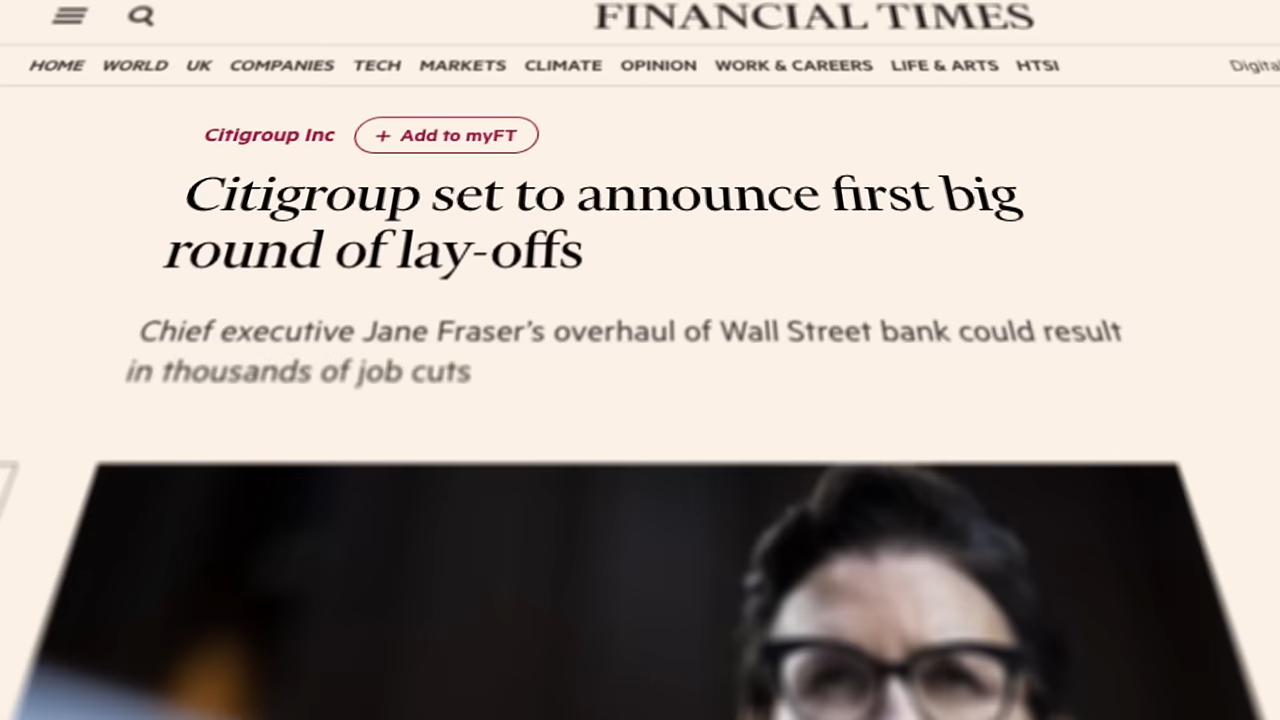 FINANCIAL TIMES
HOME WORLD UK COMPANIES TECH MARKETS CLIMATE OPINION WORK & CAREERS LIFE & ARTS HTSI Digital
Citigroup Inc + Add to myFT
Citigroup set to announce first big
round of lay-offs
Chief executive Jane Fraser's overhaul of Wall Street bank could result
in thousands of job cuts